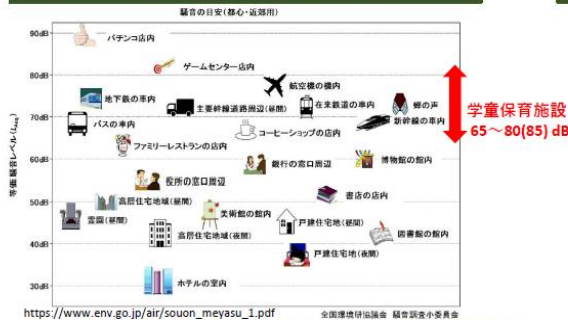 騒音の目安(都心・近郊用)
90dB
パチンコ店内
ゲームセンター店内
80dB
航空機の機内
地下鉄の車内
主要幹線道路周辺(昼間)
在来鉄道の車内
蝉の声
70dB
バスの車内
新幹線の車内
コーヒーショップの店内
ファミリーレストランの店内
60dB
銀行の窓口周辺
博物館の館内
役所の窓口周辺
書店の店内
50dB
高層住宅地域(昼間)
美術館の館内
霊園(昼間)
戸建住宅地(昼間)
高層住宅地域(夜間)
図書館の館内
40dB
戸建住宅地(夜間)
30dB
ホテルの室内
等価騒音レベル(LAeq)
学童保育施設
65～80(85) dB
https://www.env.go.jp/air/souon_meyasu_1.pdf
全国環境研協議会 騒音調査小委員会